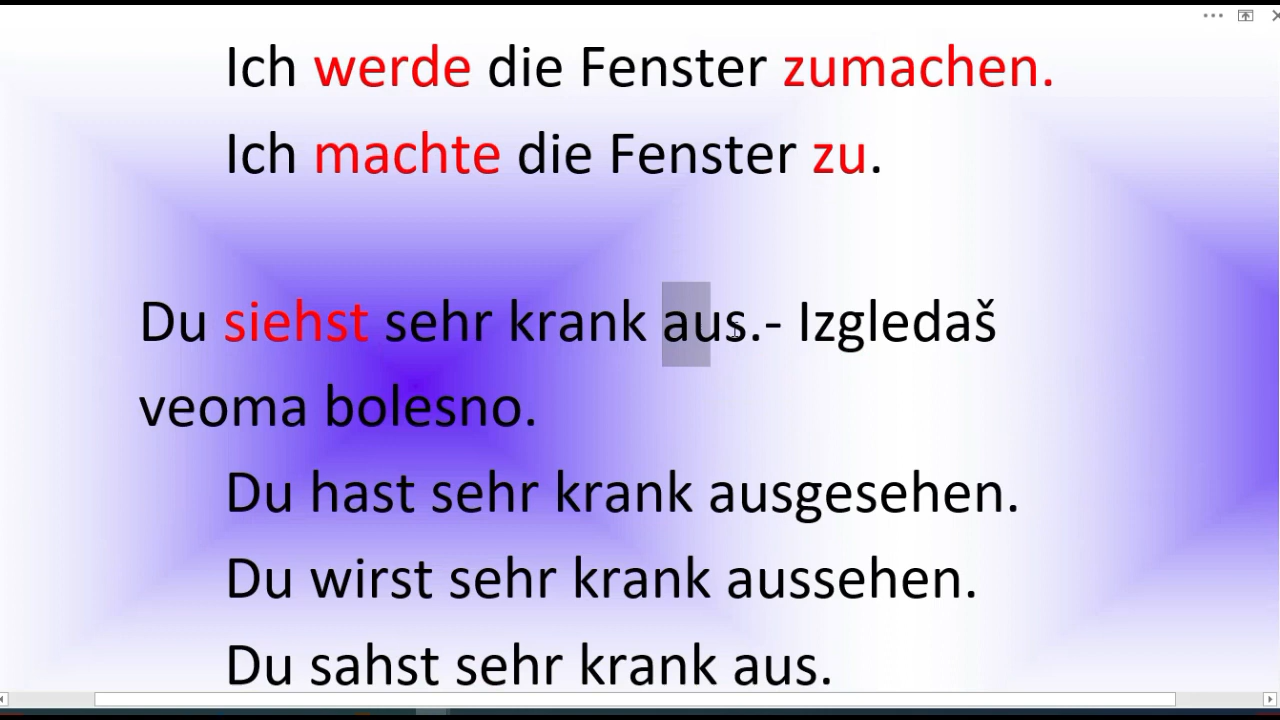 Ich werde die Fenster zumachen.
Ich machte die Fenster zu.
Du siehst sehr krank aus.- Izgledaš
veoma bolesno.
Du hast sehr krank ausgesehen.
Du wirst sehr krank aussehen.
Du sahst sehr krank aus.